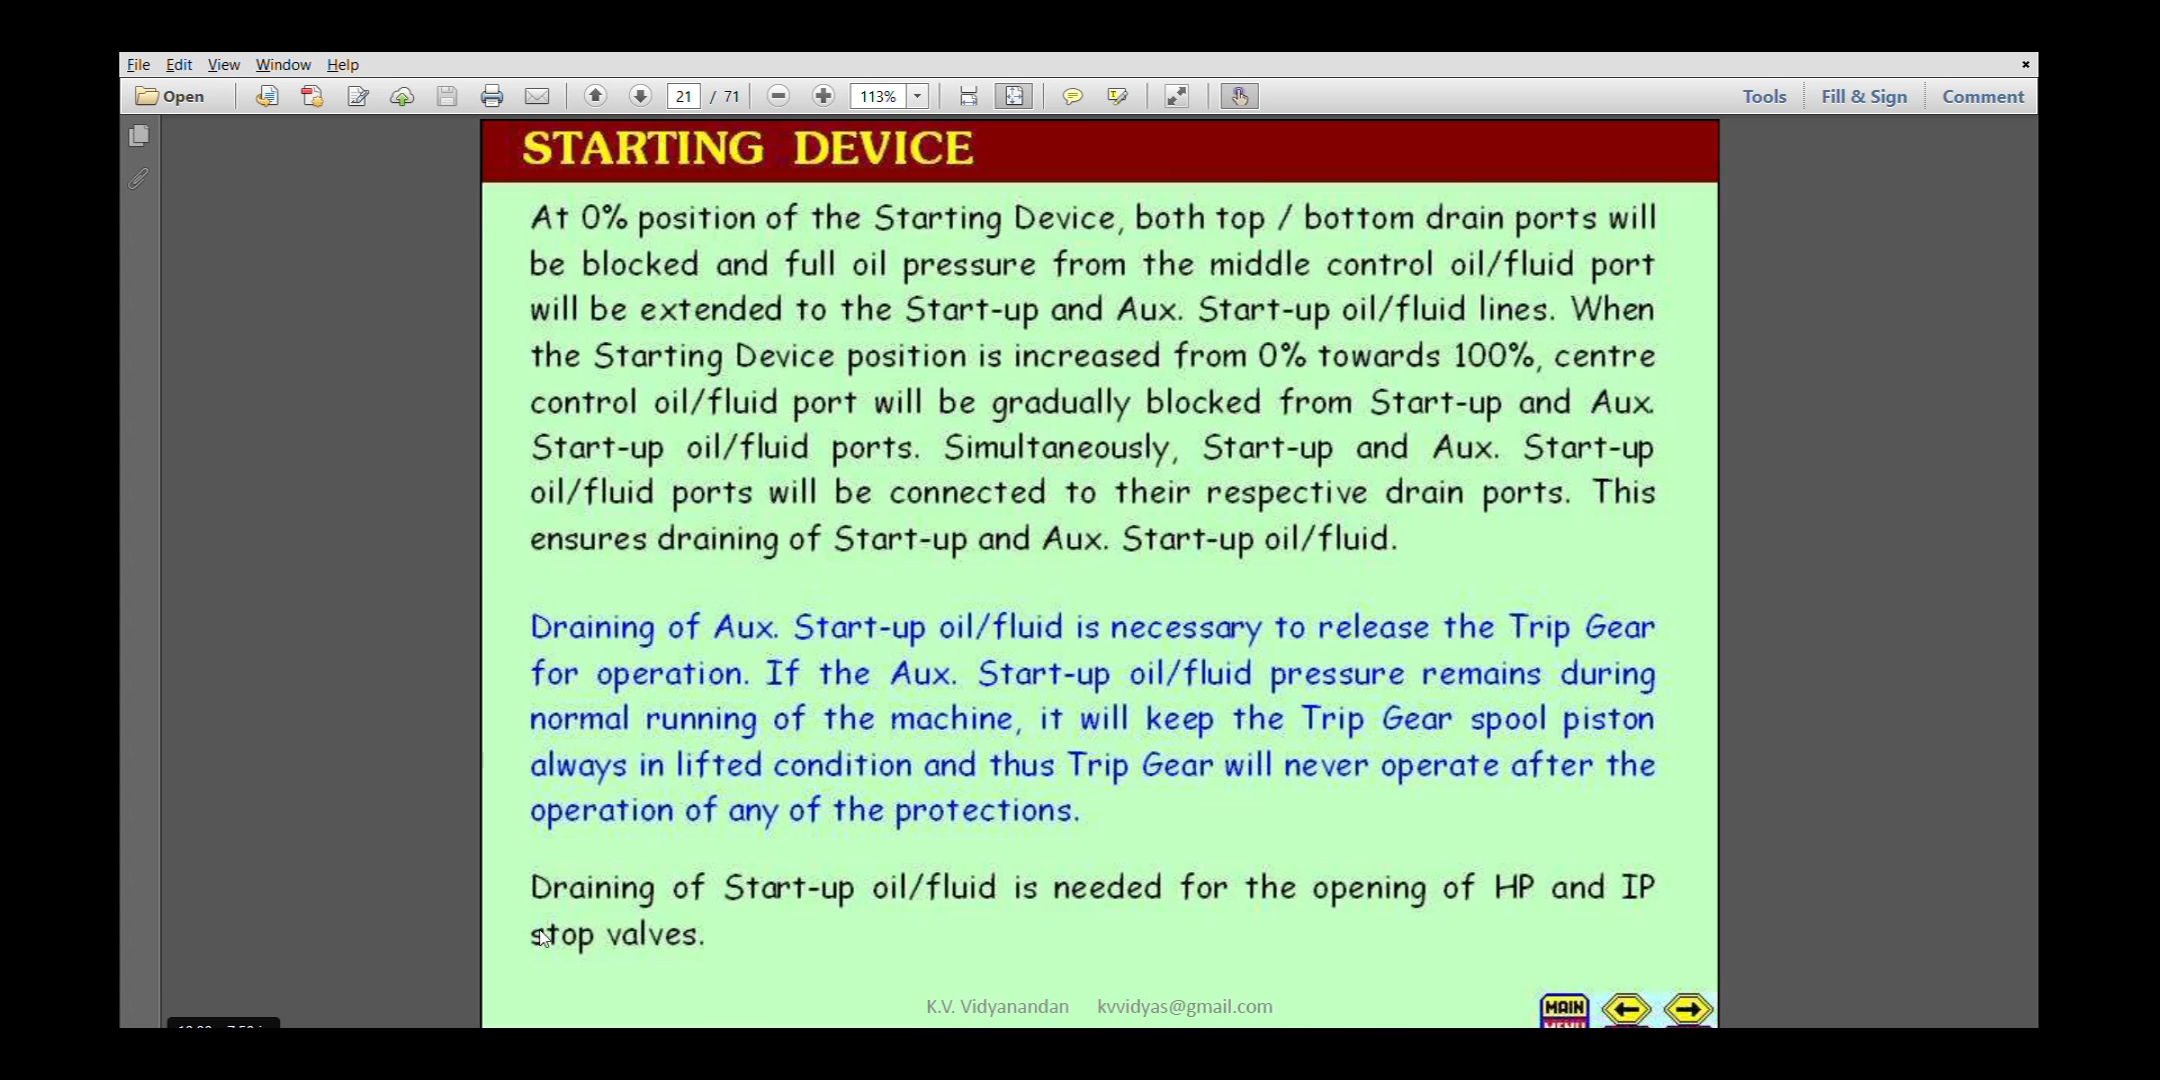 File Edit View Window Help
Open 21 / 71 113% Tools Fill & Sign Comment
STARTING DEVICE
At 0% position of the Starting Device, both top / bottom drain ports will
be blocked and full oil pressure from the middle control oil/fluid port
will be extended to the Start-up and Aux. Start-up oil/fluid lines. When
the Starting Device position is increased from 0% towards 100%, centre
control oil/fluid port will be gradually blocked from Start-up and Aux.
Start-up oil/fluid ports. Simultaneously, Start-up and Aux. Start-up
oil/fluid ports will be connected to their respective drain ports. This
ensures draining of Start-up and Aux. Start-up oil/fluid.
Draining of Aux. Start-up oil/fluid is necessary to release the Trip Gear
for operation. If the Aux. Start-up oil/fluid pressure remains during
normal running of the machine, it will keep the Trip Gear spool piston
always in lifted condition and thus Trip Gear will never operate after the
operation of any of the protections.
Draining of Start-up oil/fluid is needed for the opening of HP and IP
stop valves.
K.V. Vidyanandan kvvidyas@gmail.com
MAIN
MENU